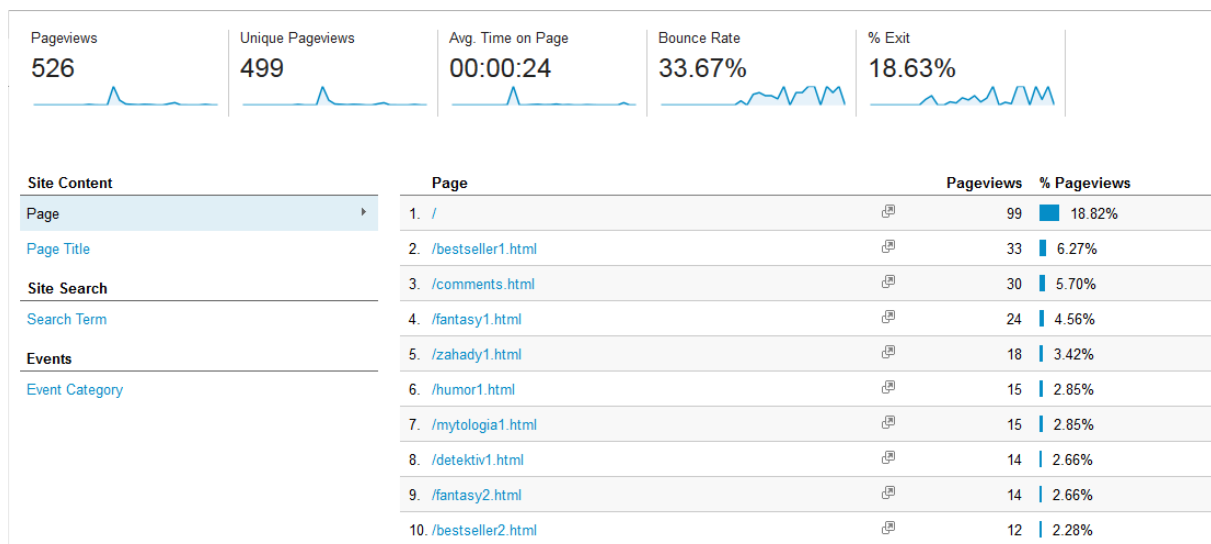 Pageviews
526
Unique Pageviews
499
Avg. Time on Page
00:00:24
Bounce Rate
33.67%
% Exit
18.63%
Site Content
Page
Page Title
Site Search
Search Term
Events
Event Category
Page Pageviews % Pageviews
1. / 99 18.82%
2. /bestseller1.html 33 6.27%
3. /comments.html 30 5.70%
4. /fantasy1.html 24 4.56%
5. /zahady1.html 18 3.42%
6. /humor1.html 15 2.85%
7. /mytologia1.html 15 2.85%
8. /detektiv1.html 14 2.66%
9. /fantasy2.html 14 2.66%
10. /bestseller2.html 12 2.28%